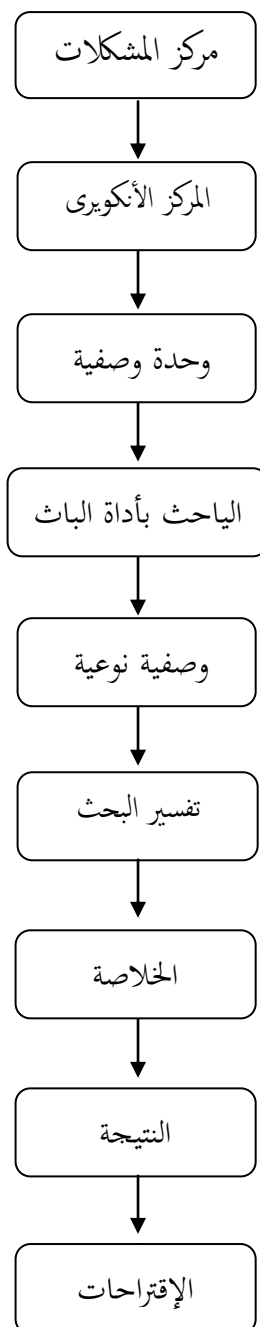 مركز المشكلات
المركز الأنكويرى
وحدة وصفية
الياحث بأداة الباث
وصفية نوعية
تفسير البحث
الخلاصة
النتيجة
الإقتراحات